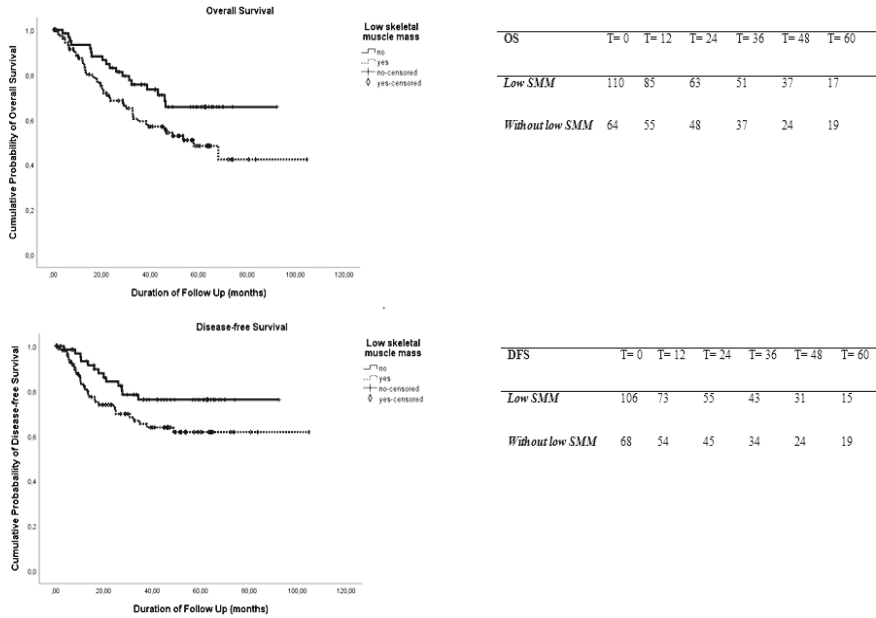 Overall Survival
Cumulative Probability of Overall Survival
1,0
0,8
0,6
0,4
0,2
0,0
,00 20,00 40,00 60,00 80,00 100,00 120,00
Duration of Follow Up (months)
Low skeletal
muscle mass
no
yes
no-censored
yes-censored
OS T= 0 T= 12 T= 24 T= 36 T= 48 T= 60
Low SMM 110 85 63 51 37 17
Without low SMM 64 55 48 37 24 19
Disease-free Survival
Cumulative Probabaility of Disease-free Survival
1,0
0,8
0,6
0,4
0,2
0,0
,00 20,00 40,00 60,00 80,00 100,00 120,00
Duration of Follow Up (months)
Low skeletal
muscle mass
no
yes
no-censored
yes-censored
DFS T= 0 T= 12 T= 24 T= 36 T= 48 T= 60
Low SMM 106 73 55 43 31 15
Without low SMM 68 54 45 34 24 19